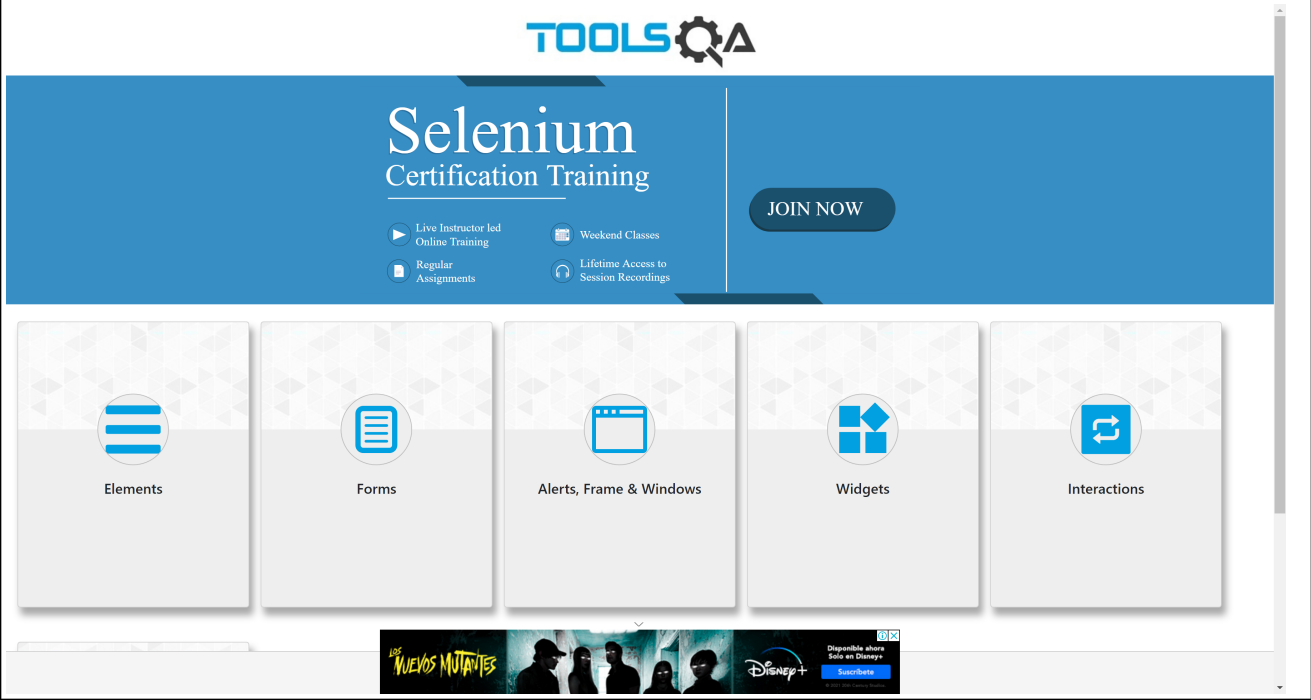 TOOLSQA
Selenium
Certification Training
Live Instructor led
Online Training
Weekend Classes
Regular
Assignments
Lifetime Access to
Session Recordings
JOIN NOW
Elements
Forms
Alerts, Frame & Windows
Widgets
Interactions
LOS
NUEVOS MUTANTES
Disney+
Disponible ahora
Solo en Disney+
Suscríbete